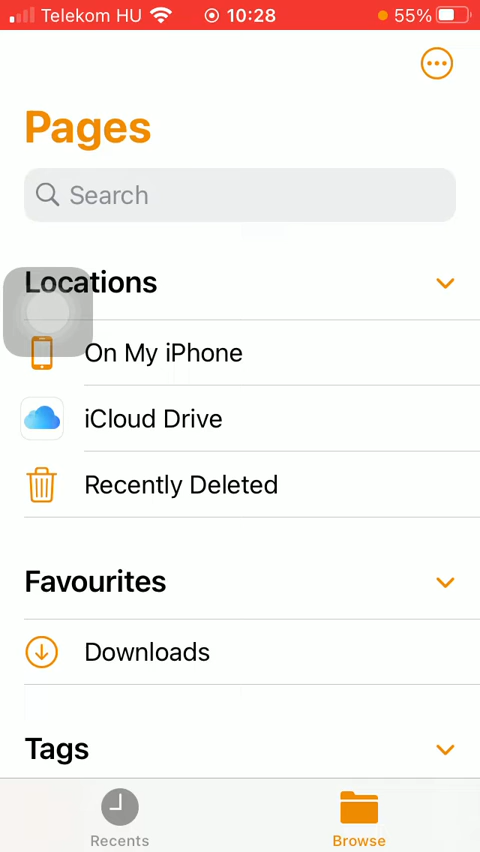 Telekom HU 10:28 55%
Pages
Search
Locations
On My iPhone
iCloud Drive
Recently Deleted
Favourites
Downloads
Tags
Recents Browse